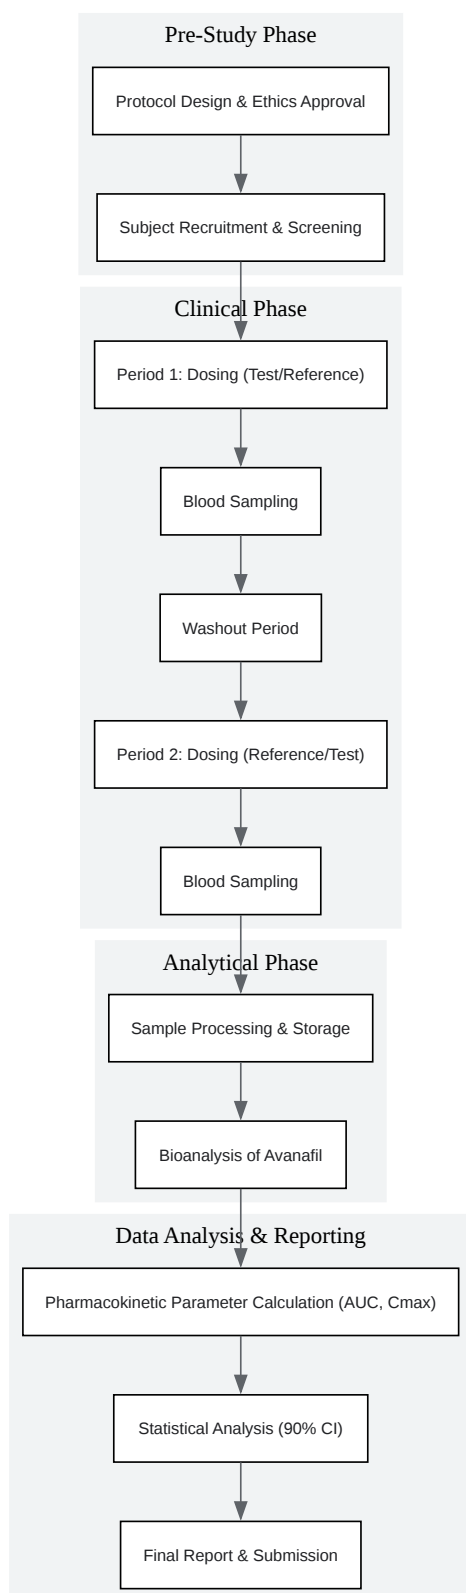 Pre-Study Phase
Protocol Design & Ethics Approval
Subject Recruitment & Screening
Clinical Phase
Period 1: Dosing (Test/Reference)
Blood Sampling
Washout Period
Period 2: Dosing (Reference/Test)
Blood Sampling
Analytical Phase
Sample Processing & Storage
Bioanalysis of Avanafil
Data Analysis & Reporting
Pharmacokinetic Parameter Calculation (AUC, Cmax)
Statistical Analysis (90% CI)
Final Report & Submission